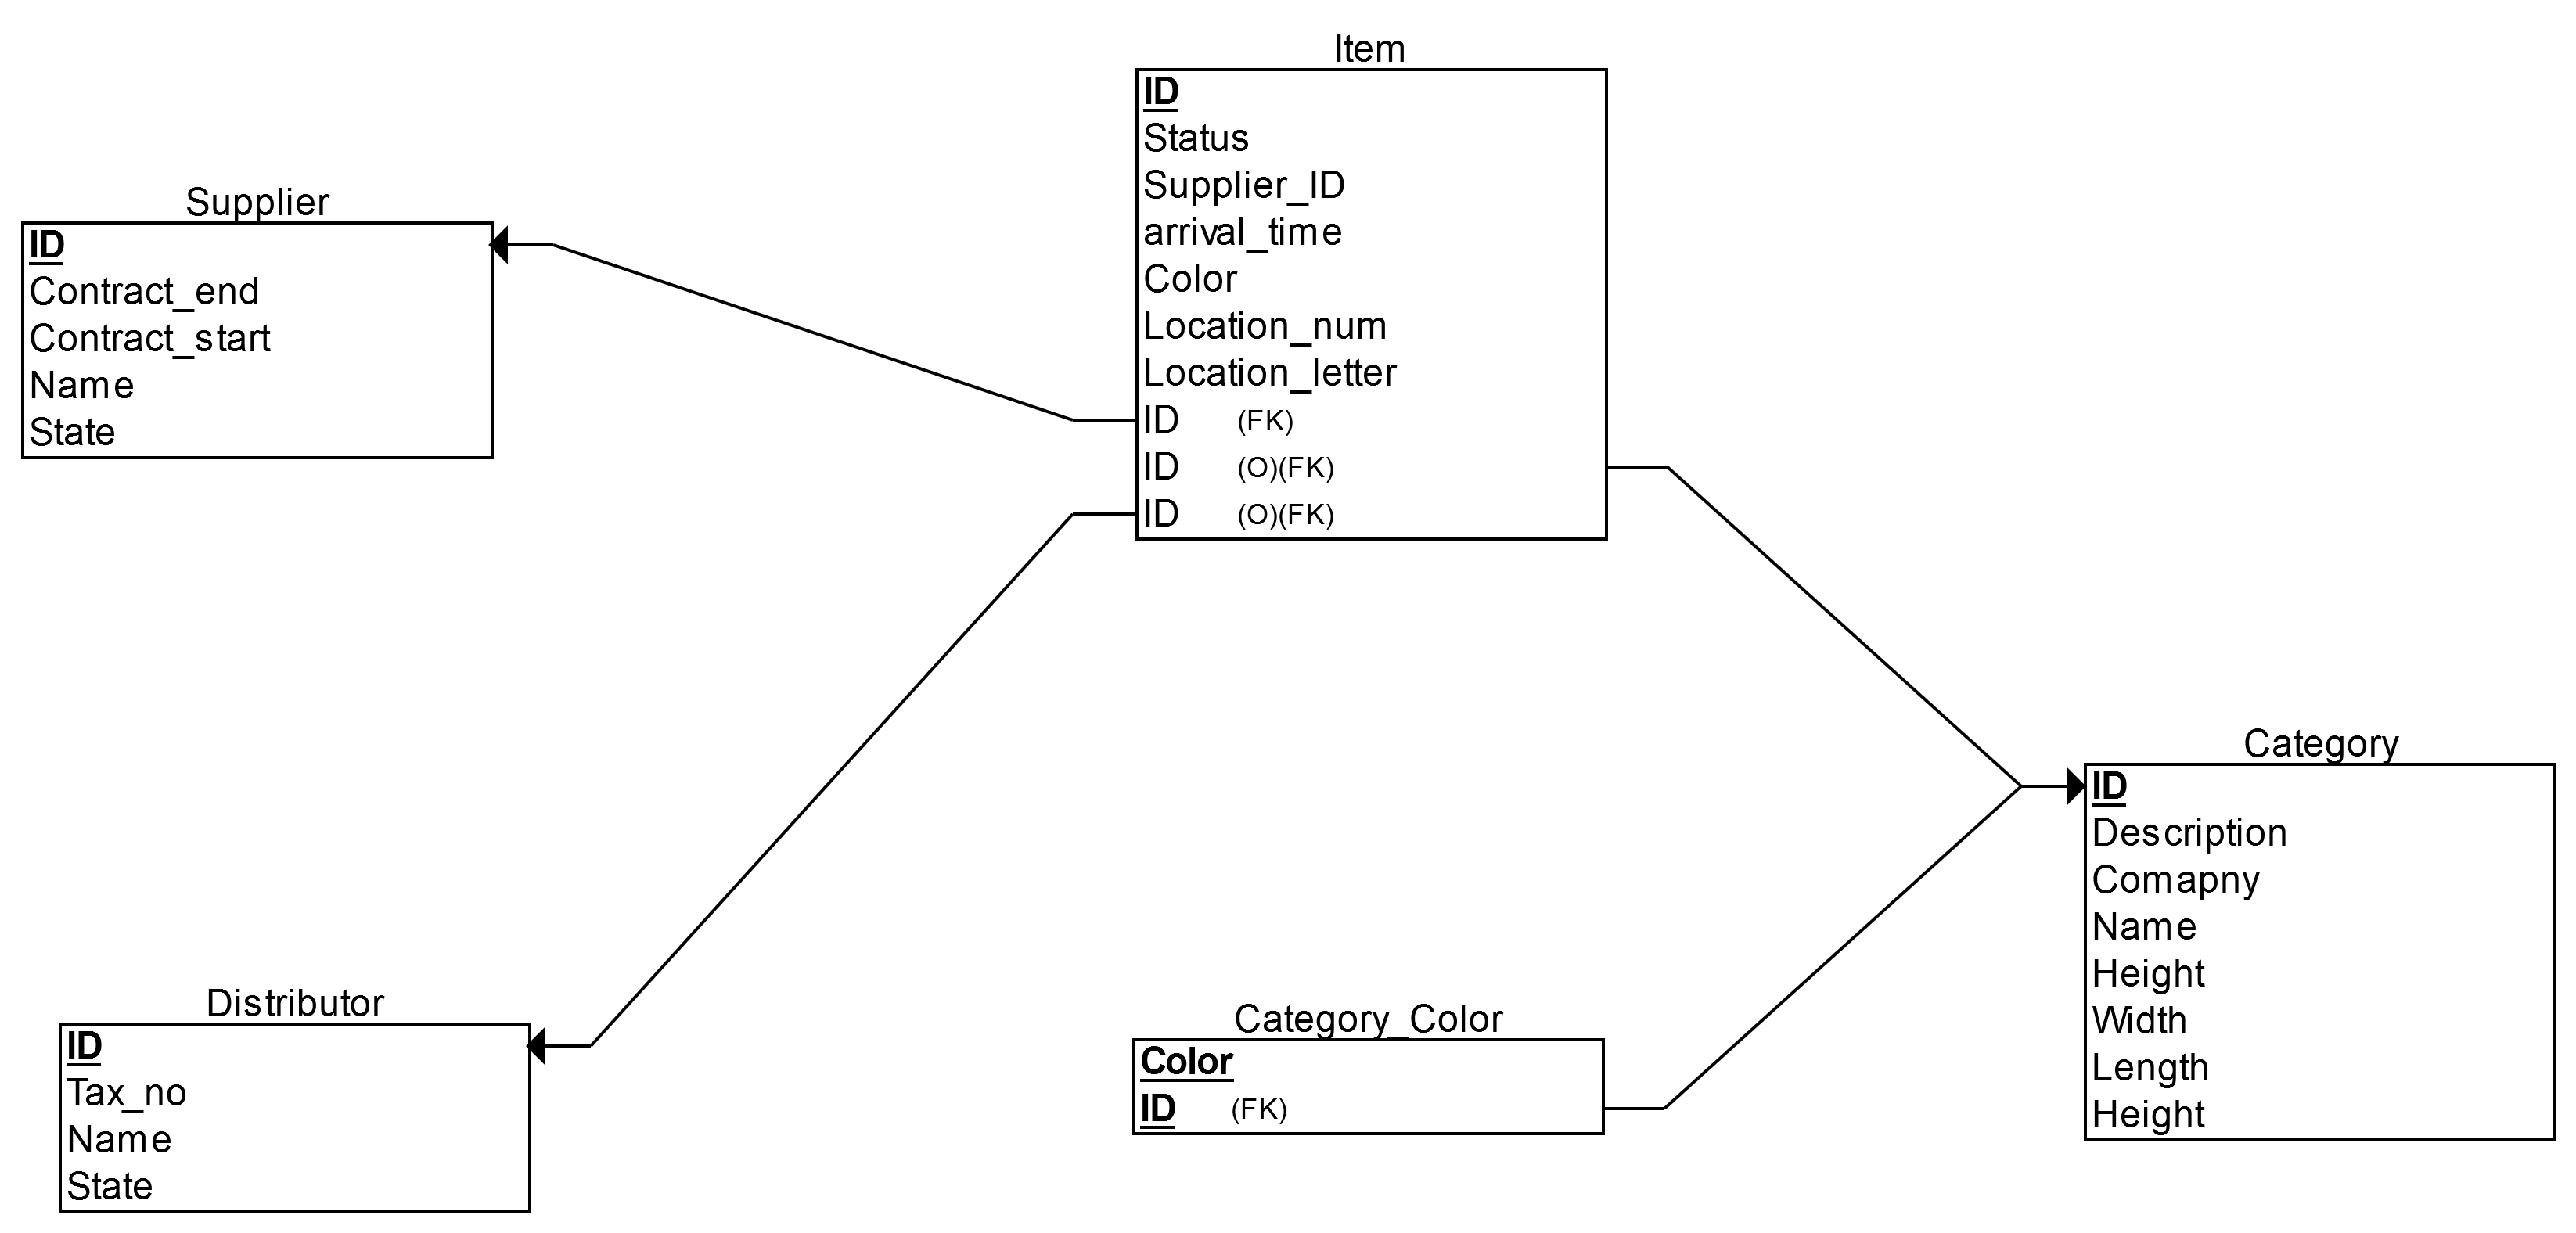 Item
ID
Status
Supplier_ID
arrival_time
Color
Location_num
Location_letter
ID (FK)
ID (O)(FK)
ID (O)(FK)
Supplier
ID
Contract_end
Contract_start
Name
State
Category
ID
Description
Comapny
Name
Height
Width
Length
Height
Distributor
ID
Tax_no
Name
State
Category_Color
Color
ID (FK)